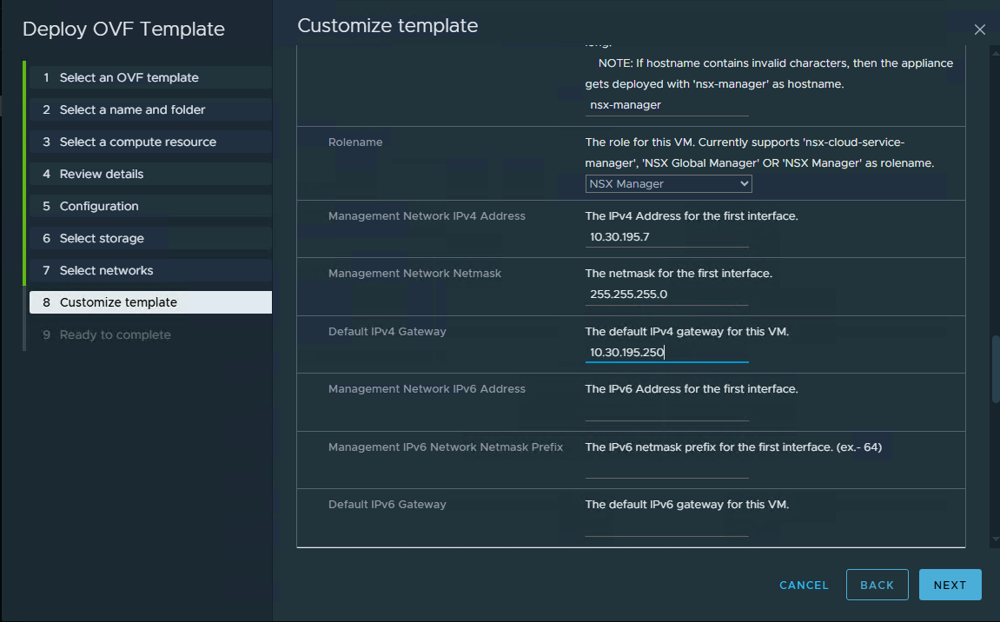 Deploy OVF Template
1 Select an OVF template
2 Select a name and folder
3 Select a compute resource
4 Review details
5 Configuration
6 Select storage
7 Select networks
8 Customize template
9 Ready to complete
Customize template
long.
NOTE: If hostname contains invalid characters, then the appliance
gets deployed with 'nsx-manager' as hostname.
nsx-manager
Rolename
The role for this VM. Currently supports 'nsx-cloud-service-
manager', 'NSX Global Manager' OR 'NSX Manager' as rolename.
NSX Manager
Management Network IPv4 Address
The IPv4 Address for the first interface.
10.30.195.7
Management Network Netmask
The netmask for the first interface.
255.255.255.0
Default IPv4 Gateway
The default IPv4 gateway for this VM.
10.30.195.250
Management Network IPv6 Address
The IPv6 Address for the first interface.
Management IPv6 Network Netmask Prefix
The IPv6 netmask prefix for the first interface. (ex.- 64)
Default IPv6 Gateway
The default IPv6 gateway for this VM.
CANCEL
BACK
NEXT